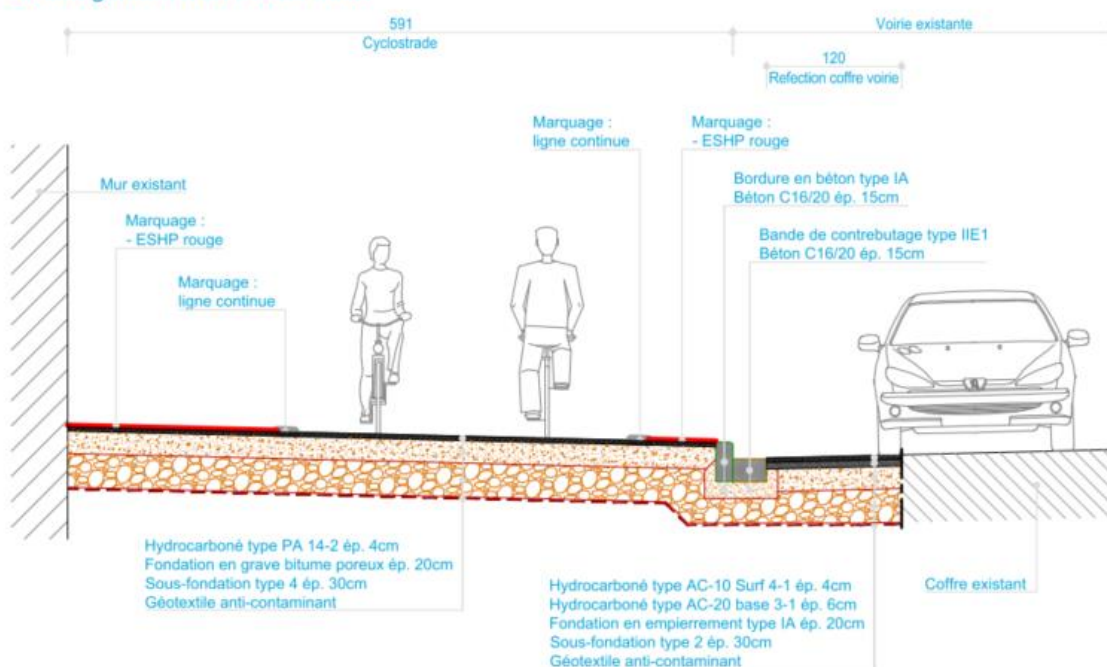 591
Cyclostrade
Voirie existante
120
Refection coffre voirie
Marquage :
ligne continue
Marquage :
- ESHP rouge
Mur existant
Bordure en béton type IA
Béton C16/20 ép. 15cm
Marquage :
- ESHP rouge
Bande de contrebutage type IIE1
Béton C16/20 ép. 15cm
Marquage :
ligne continue
Hydrocarboné type PA 14-2 ép. 4cm
Fondation en grave bitume poreux ép. 20cm
Sous-fondation type 4 ép. 30cm
Géotextile anti-contaminant
Hydrocarboné type AC-10 Surf 4-1 ép. 4cm
Hydrocarboné type AC-20 base 3-1 ép. 6cm
Fondation en empierrement type IA ép. 20cm
Sous-fondation type 2 ép. 30cm
Géotextile anti-contaminant
Coffre existant